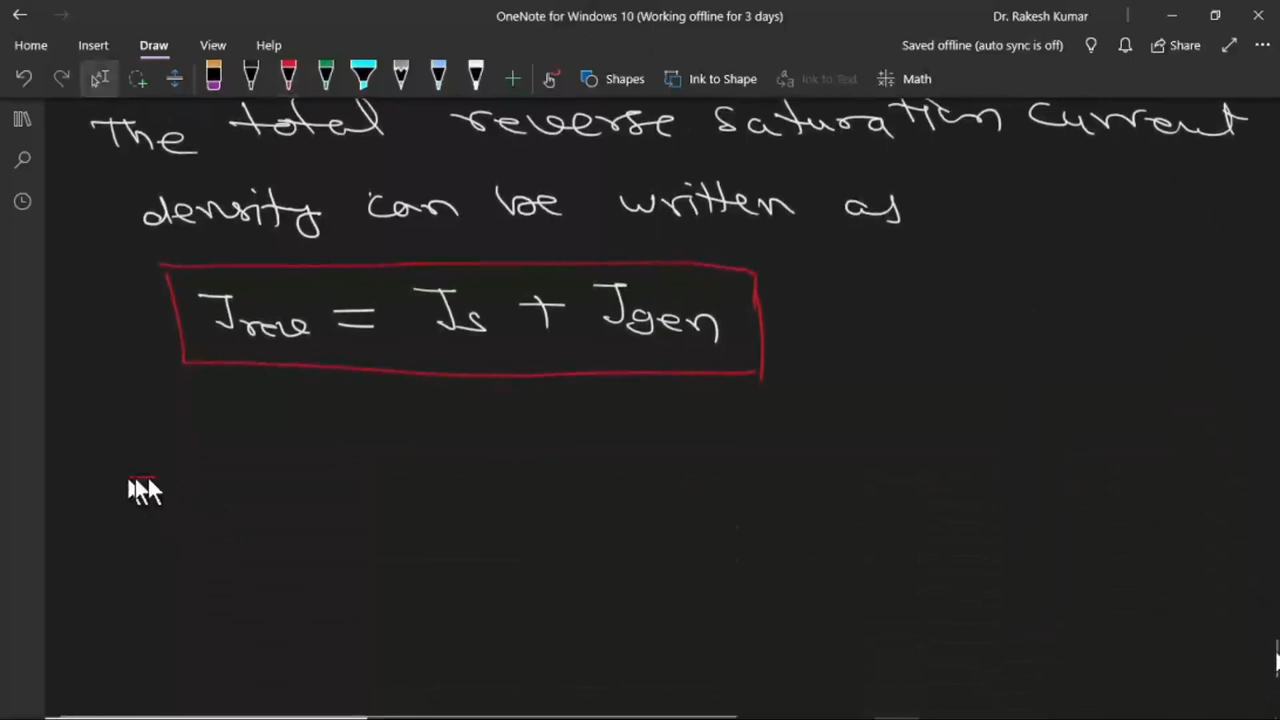 OneNote for Windows 10 (Working offline for 3 days)
Dr. Rakesh Kumar
Home Insert Draw View Help
Saved offline (auto sync is off)
Share
Shapes
Ink to Shape
Ink to Text
Math
The total reverse saturation current
density can be written as
Jrev = Js + Jgen